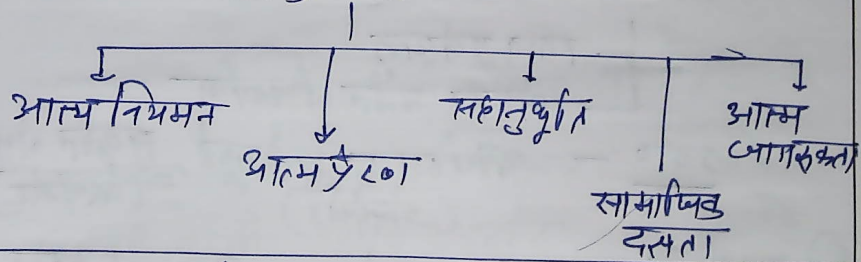 आत्म नियमन
आत्म प्रेरणा
सहानुभूति
सामाजिक
दक्षता
आत्म
जागरूकता